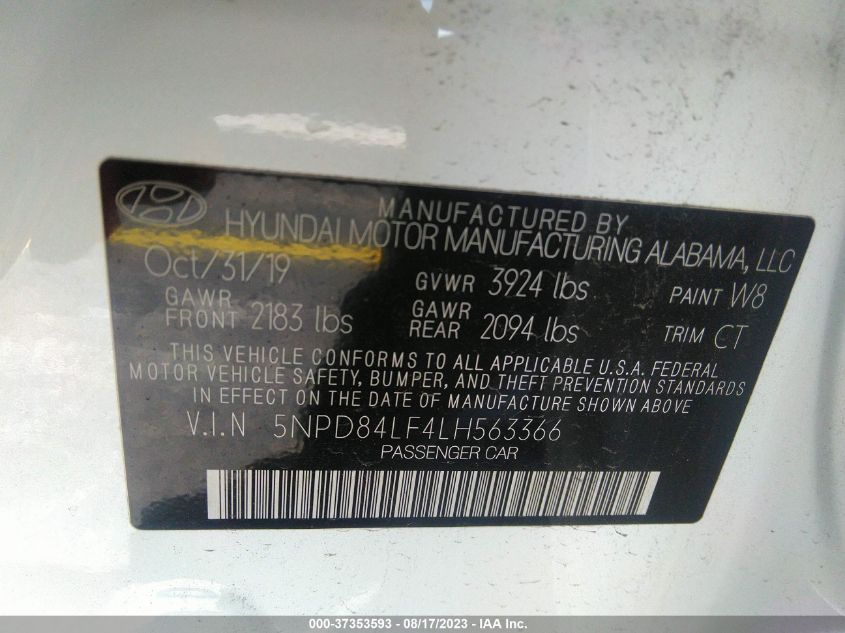 MANUFACTURED BY
HYUNDAI MOTOR MANUFACTURING ALABAMA, LLC
Oct/31/19 GVWR 3924 lbs PAINT W8
GAWR FRONT 2183 lbs GAWR REAR 2094 lbs TRIM CT
THIS VEHICLE CONFORMS TO ALL APPLICABLE U.S.A. FEDERAL
MOTOR VEHICLE SAFETY, BUMPER, AND THEFT PREVENTION STANDARDS
IN EFFECT ON THE DATE OF MANUFACTURE SHOWN ABOVE
V.I.N 5NPD84LF4LH563366
PASSENGER CAR
000-37353593 - 08/17/2023 - IAA Inc.